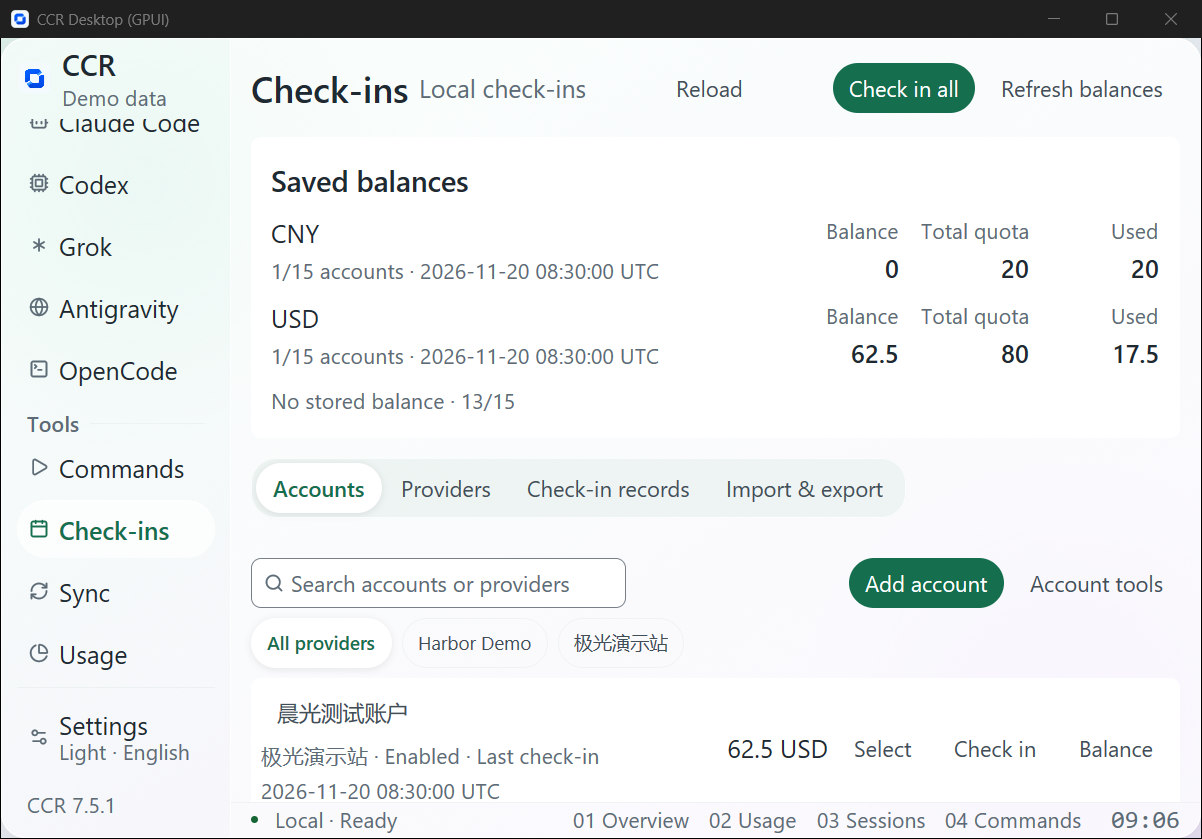 CCR Desktop (GPUI)
CCR
Demo data
Claude Code
Codex
Grok
Antigravity
OpenCode
Tools
Commands
Check-ins
Sync
Usage
Settings
Light · English
CCR 7.5.1
Check-ins Local check-ins Reload Check in all Refresh balances
Saved balances
CNY Balance Total quota Used
1/15 accounts · 2026-11-20 08:30:00 UTC 0 20 20
USD Balance Total quota Used
1/15 accounts · 2026-11-20 08:30:00 UTC 62.5 80 17.5
No stored balance · 13/15
Accounts Providers Check-in records Import & export
Search accounts or providers Add account Account tools
All providers Harbor Demo 极光演示站
晨光测试账户
极光演示站 · Enabled · Last check-in 62.5 USD Select Check in Balance
2026-11-20 08:30:00 UTC
Local · Ready 01 Overview 02 Usage 03 Sessions 04 Commands 09:06